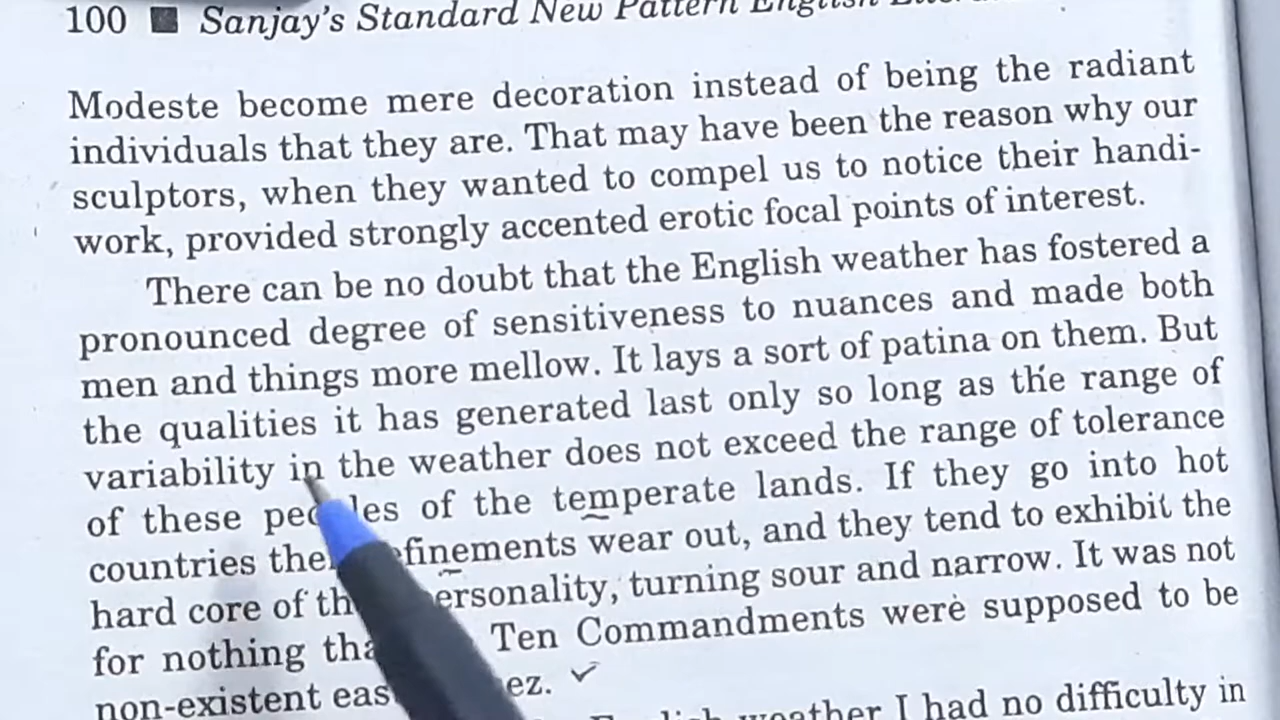 100 ■ Sanjay's Standard New Pattern English
Modeste become mere decoration instead of being the radiant
individuals that they are. That may have been the reason why our
sculptors, when they wanted to compel us to notice their handi-
work, provided strongly accented erotic focal points of interest.
There can be no doubt that the English weather has fostered a
pronounced degree of sensitiveness to nuances and made both
men and things more mellow. It lays a sort of patina on them. But
the qualities it has generated last only so long as the range of
variability in the weather does not exceed the range of tolerance
of these peoples of the temperate lands. If they go into hot
countries the finements wear out, and they tend to exhibit the
hard core of th ersonality, turning sour and narrow. It was not
for nothing tha Ten Commandments were supposed to be
non-existent eas ez.
English weather I had no difficulty in